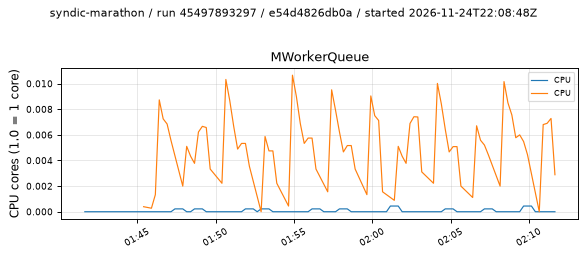 syndic-marathon / run 45497893297 / e54d4826db0a / started 2026-11-24T22:08:48Z
MWorkerQueue
CPU cores (1.0 = 1 core)
0.010
0.008
0.006
0.004
0.002
0.000
CPU
CPU
01:45
01:50
01:55
02:00
02:05
02:10